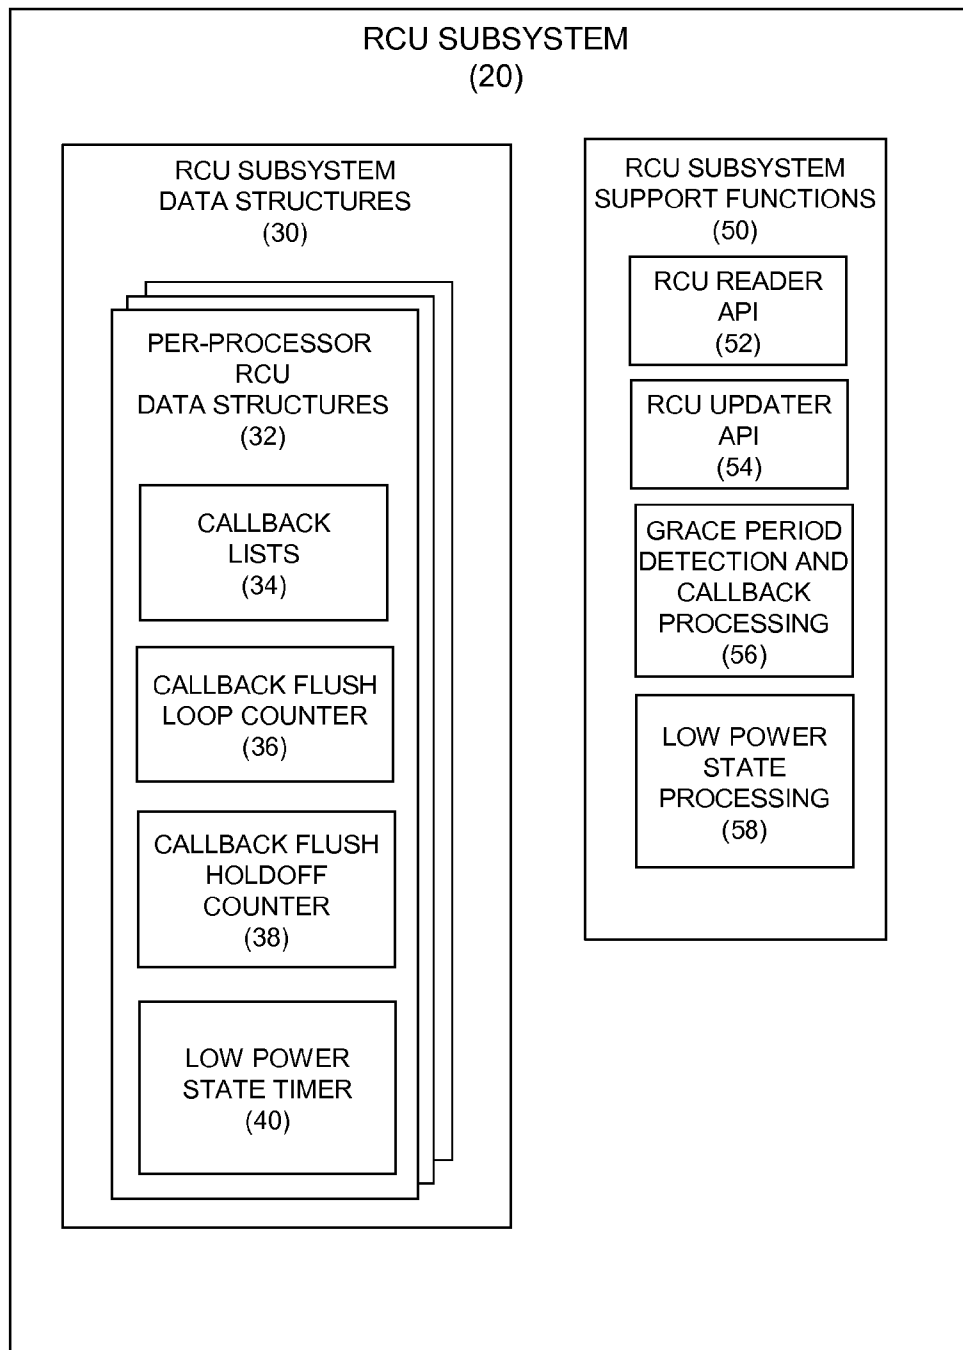 RCU SUBSYSTEM
(20)
RCU SUBSYSTEM
DATA STRUCTURES
(30)
PER-PROCESSOR
RCU
DATA STRUCTURES
(32)
CALLBACK
LISTS
(34)
CALLBACK FLUSH
LOOP COUNTER
(36)
CALLBACK FLUSH
HOLDOFF
COUNTER
(38)
LOW POWER
STATE TIMER
(40)
RCU SUBSYSTEM
SUPPORT FUNCTIONS
(50)
RCU READER
API
(52)
RCU UPDATER
API
(54)
GRACE PERIOD
DETECTION AND
CALLBACK
PROCESSING
(56)
LOW POWER
STATE
PROCESSING
(58)